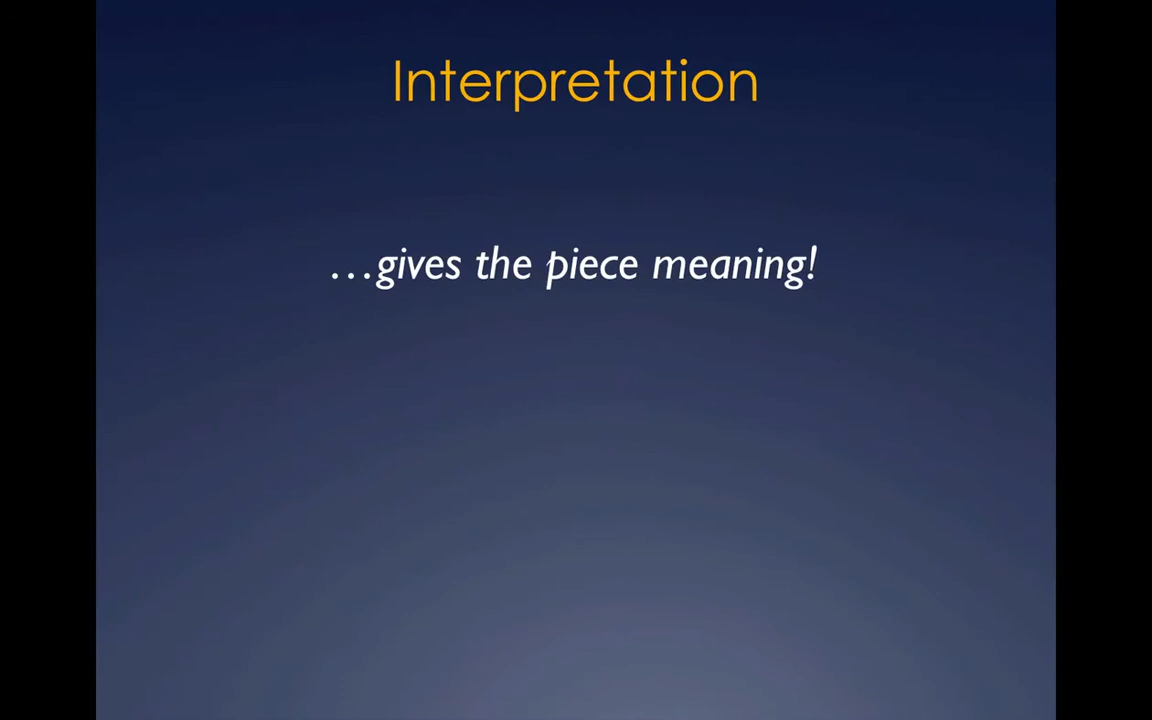 Interpretation
…gives the piece meaning!